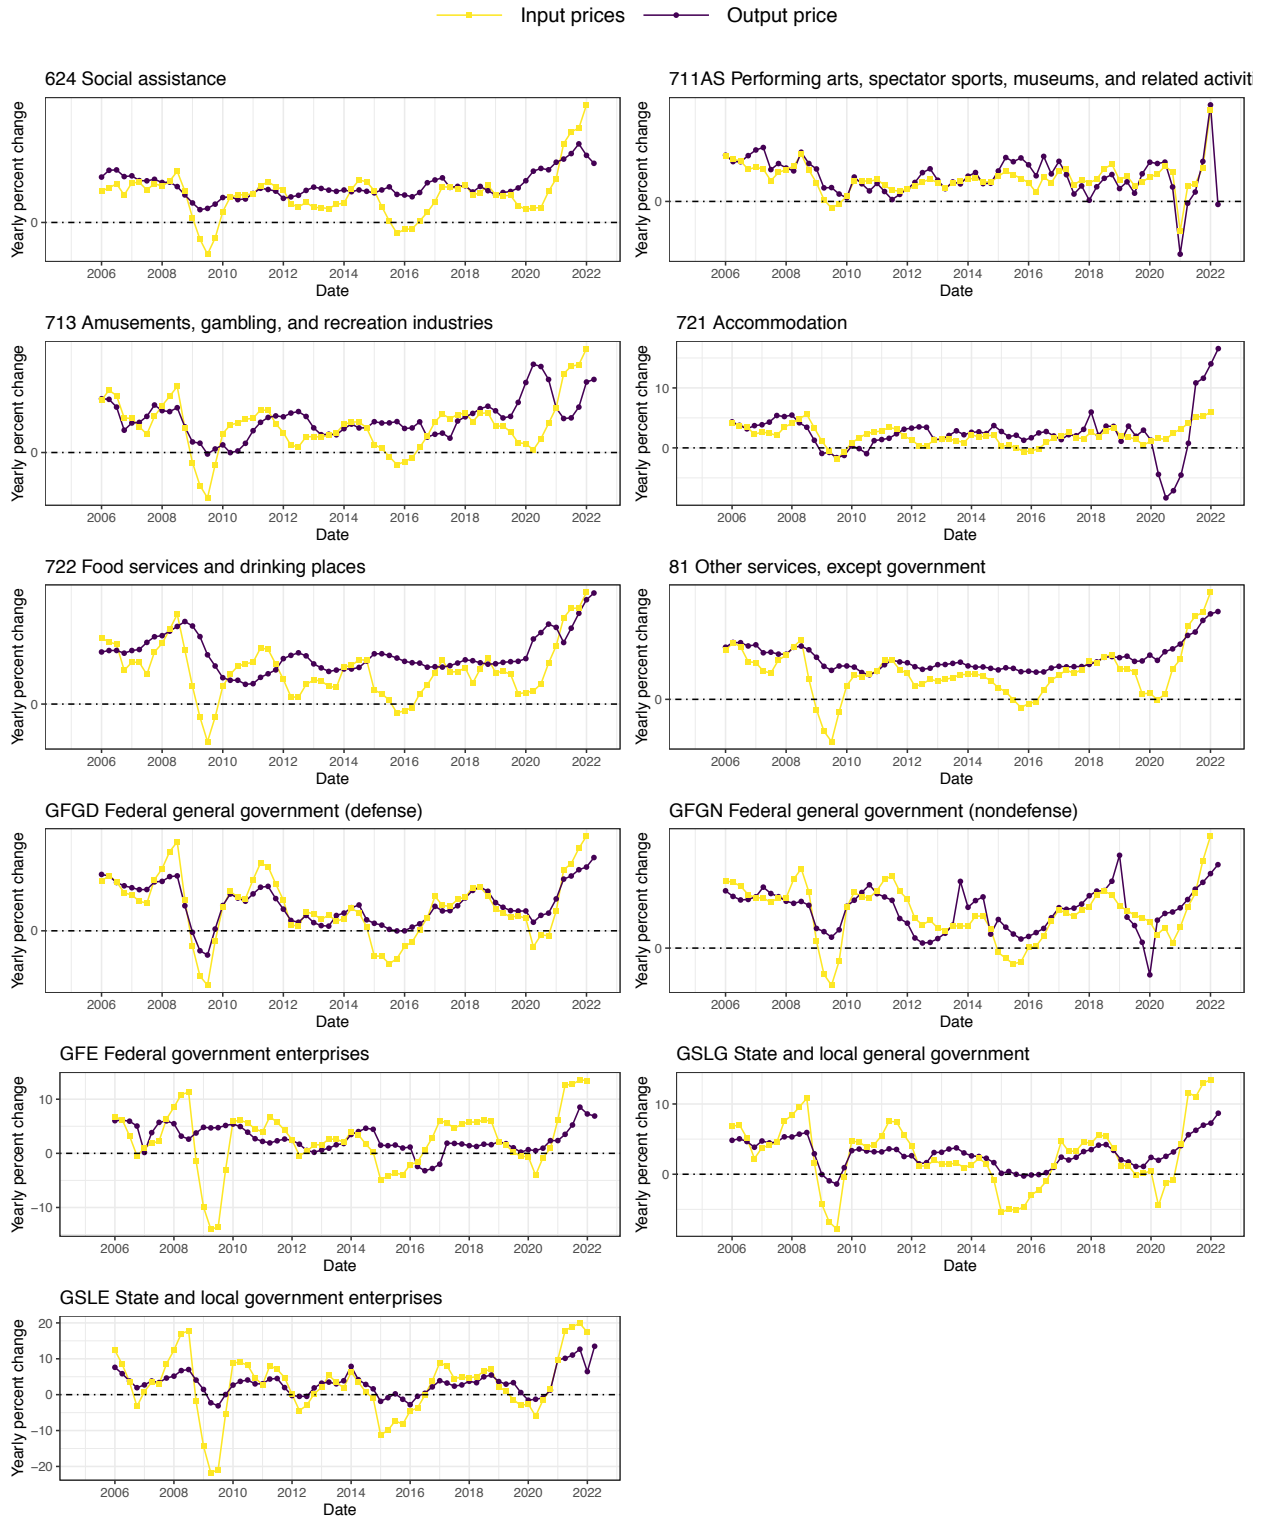 Input prices Output price
624 Social assistance
Yearly percent change
0
2006 2008 2010 2012 2014 2016 2018 2020 2022
Date
711AS Performing arts, spectator sports, museums, and related activiti
Yearly percent change
0
2006 2008 2010 2012 2014 2016 2018 2020 2022
Date
713 Amusements, gambling, and recreation industries
Yearly percent change
0
2006 2008 2010 2012 2014 2016 2018 2020 2022
Date
721 Accommodation
Yearly percent change
10
0
2006 2008 2010 2012 2014 2016 2018 2020 2022
Date
722 Food services and drinking places
Yearly percent change
0
2006 2008 2010 2012 2014 2016 2018 2020 2022
Date
81 Other services, except government
Yearly percent change
0
2006 2008 2010 2012 2014 2016 2018 2020 2022
Date
GFGD Federal general government (defense)
Yearly percent change
0
2006 2008 2010 2012 2014 2016 2018 2020 2022
Date
GFGN Federal general government (nondefense)
Yearly percent change
0
2006 2008 2010 2012 2014 2016 2018 2020 2022
Date
GFE Federal government enterprises
Yearly percent change
10
0
−10
2006 2008 2010 2012 2014 2016 2018 2020 2022
Date
GSLG State and local general government
Yearly percent change
10
0
2006 2008 2010 2012 2014 2016 2018 2020 2022
Date
GSLE State and local government enterprises
Yearly percent change
20
10
0
−10
−20
2006 2008 2010 2012 2014 2016 2018 2020 2022
Date